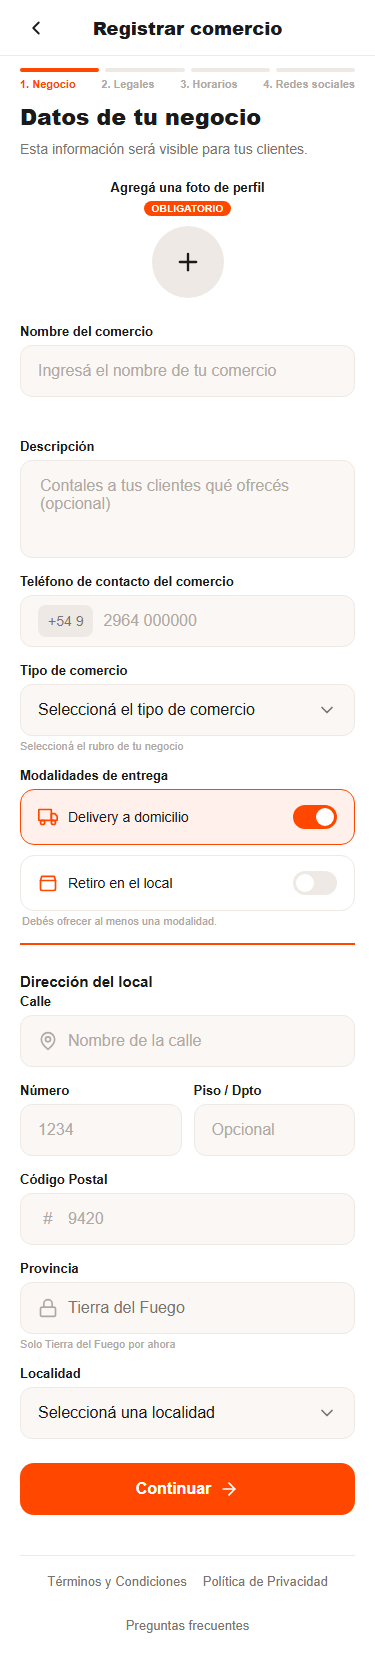 Registrar comercio
1. Negocio 2. Legales 3. Horarios 4. Redes sociales
Datos de tu negocio
Esta información será visible para tus clientes.
Agregá una foto de perfil
OBLIGATORIO
Nombre del comercio
Ingresá el nombre de tu comercio
Descripción
Contales a tus clientes qué ofrecés
(opcional)
Teléfono de contacto del comercio
+54 9 2964 000000
Tipo de comercio
Seleccioná el tipo de comercio
Seleccioná el rubro de tu negocio
Modalidades de entrega
Delivery a domicilio
Retiro en el local
Debés ofrecer al menos una modalidad.
Dirección del local
Calle
Nombre de la calle
Número Piso / Dpto
1234 Opcional
Código Postal
# 9420
Provincia
Tierra del Fuego
Solo Tierra del Fuego por ahora
Localidad
Seleccioná una localidad
Continuar →
Términos y Condiciones Política de Privacidad
Preguntas frecuentes